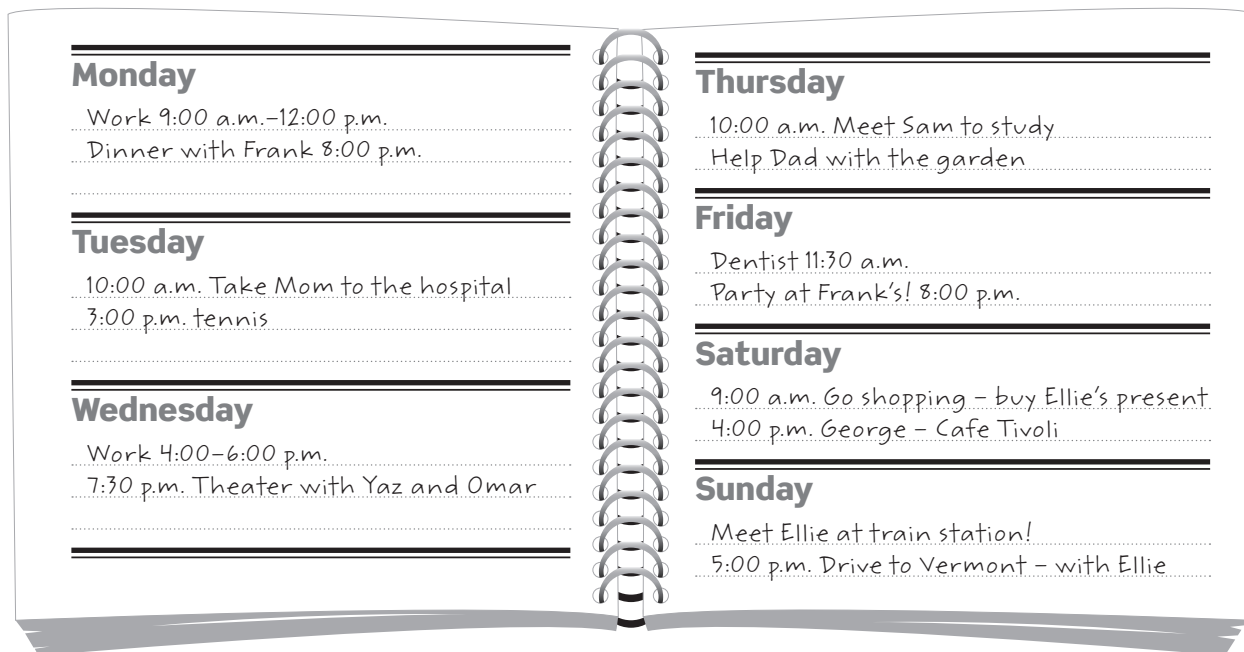 Monday
Work 9:00 a.m.–12:00 p.m.
Dinner with Frank 8:00 p.m.
Tuesday
10:00 a.m. Take Mom to the hospital
3:00 p.m. tennis
Wednesday
Work 4:00–6:00 p.m.
7:30 p.m. Theater with Yaz and Omar
Thursday
10:00 a.m. Meet Sam to study
Help Dad with the garden
Friday
Dentist 11:30 a.m.
Party at Frank's! 8:00 p.m.
Saturday
9:00 a.m. Go shopping – buy Ellie's present
4:00 p.m. George – Cafe Tivoli
Sunday
Meet Ellie at train station!
5:00 p.m. Drive to Vermont – with Ellie